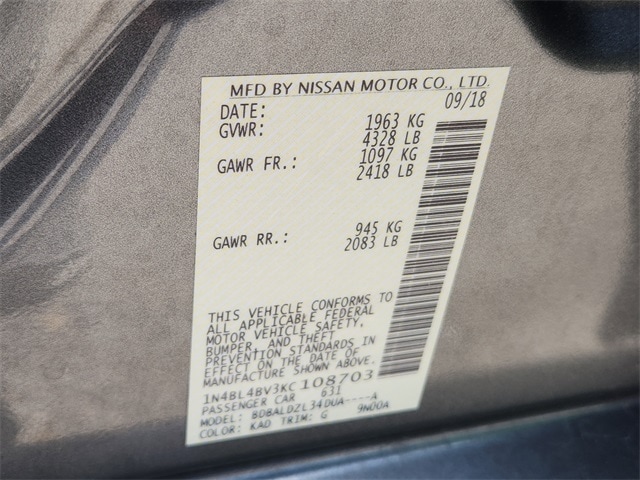 MFD BY NISSAN MOTOR CO., LTD.
DATE: 09/18
GVWR: 1963 KG
4328 LB
GAWR FR.: 1097 KG
2418 LB
GAWR RR.: 945 KG
2083 LB
THIS VEHICLE CONFORMS TO
ALL APPLICABLE FEDERAL
MOTOR VEHICLE SAFETY,
BUMPER, AND THEFT
PREVENTION STANDARDS IN
EFFECT ON THE DATE OF
MANUFACTURE SHOWN ABOVE.
1N4BL4BV3KC108703
PASSENGER CAR 631
MODEL: BDBALDZL34DUA----A
COLOR: KAD TRIM: G 9N00A